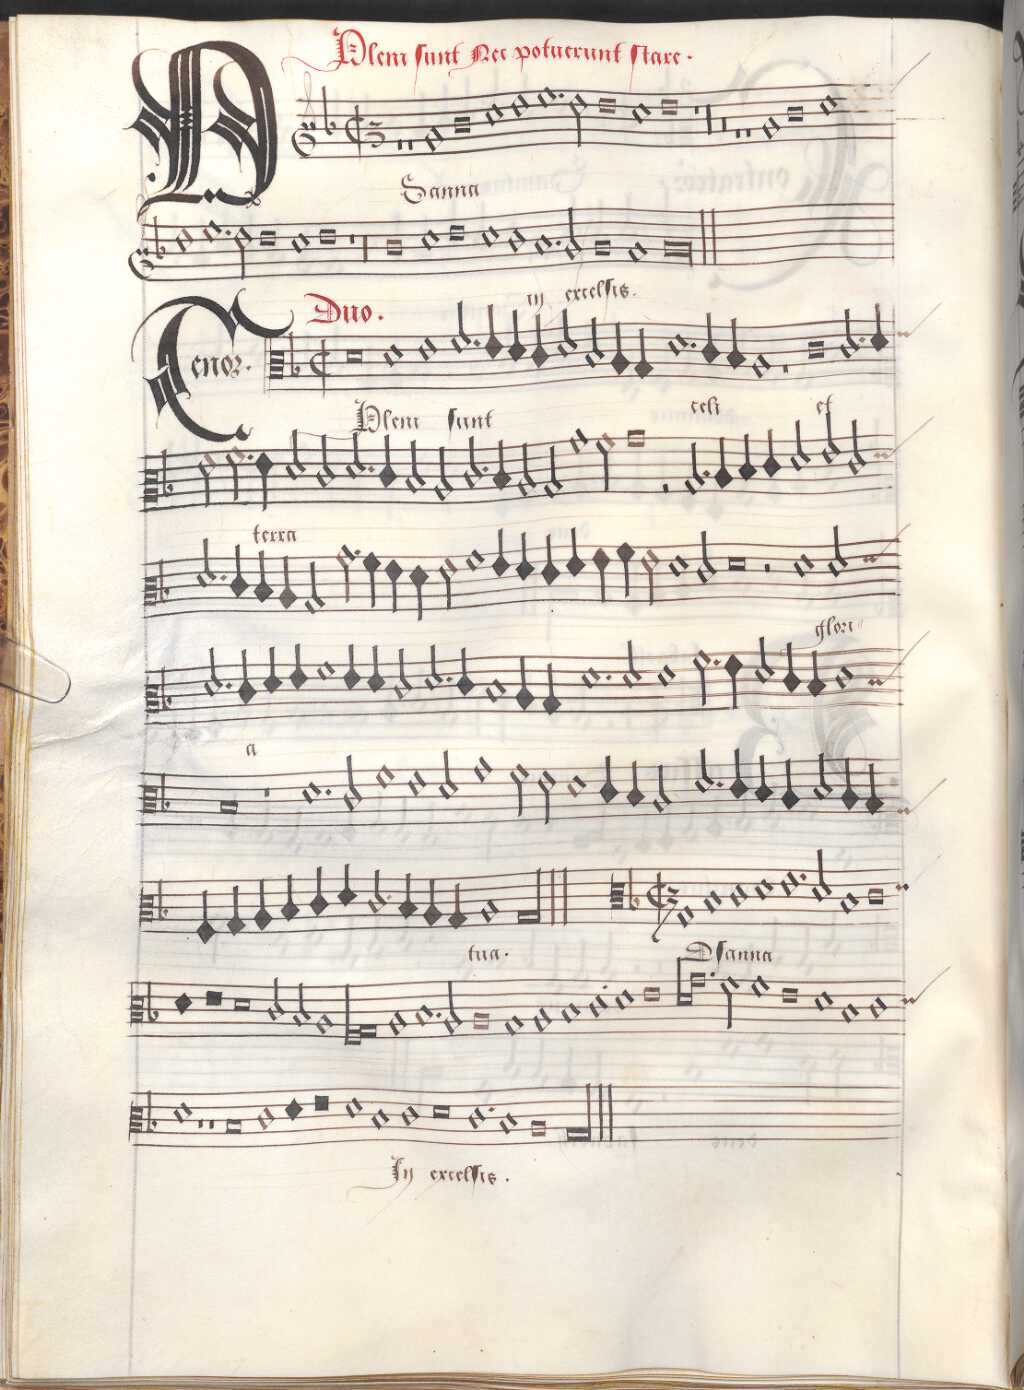 Plem sunt Nec potuerunt stare.
O
Sanna
in excelsis.
Duo.
Tenor.
Plem sunt celi et
terra
glori
a
tua. Osanna
In excelsis.